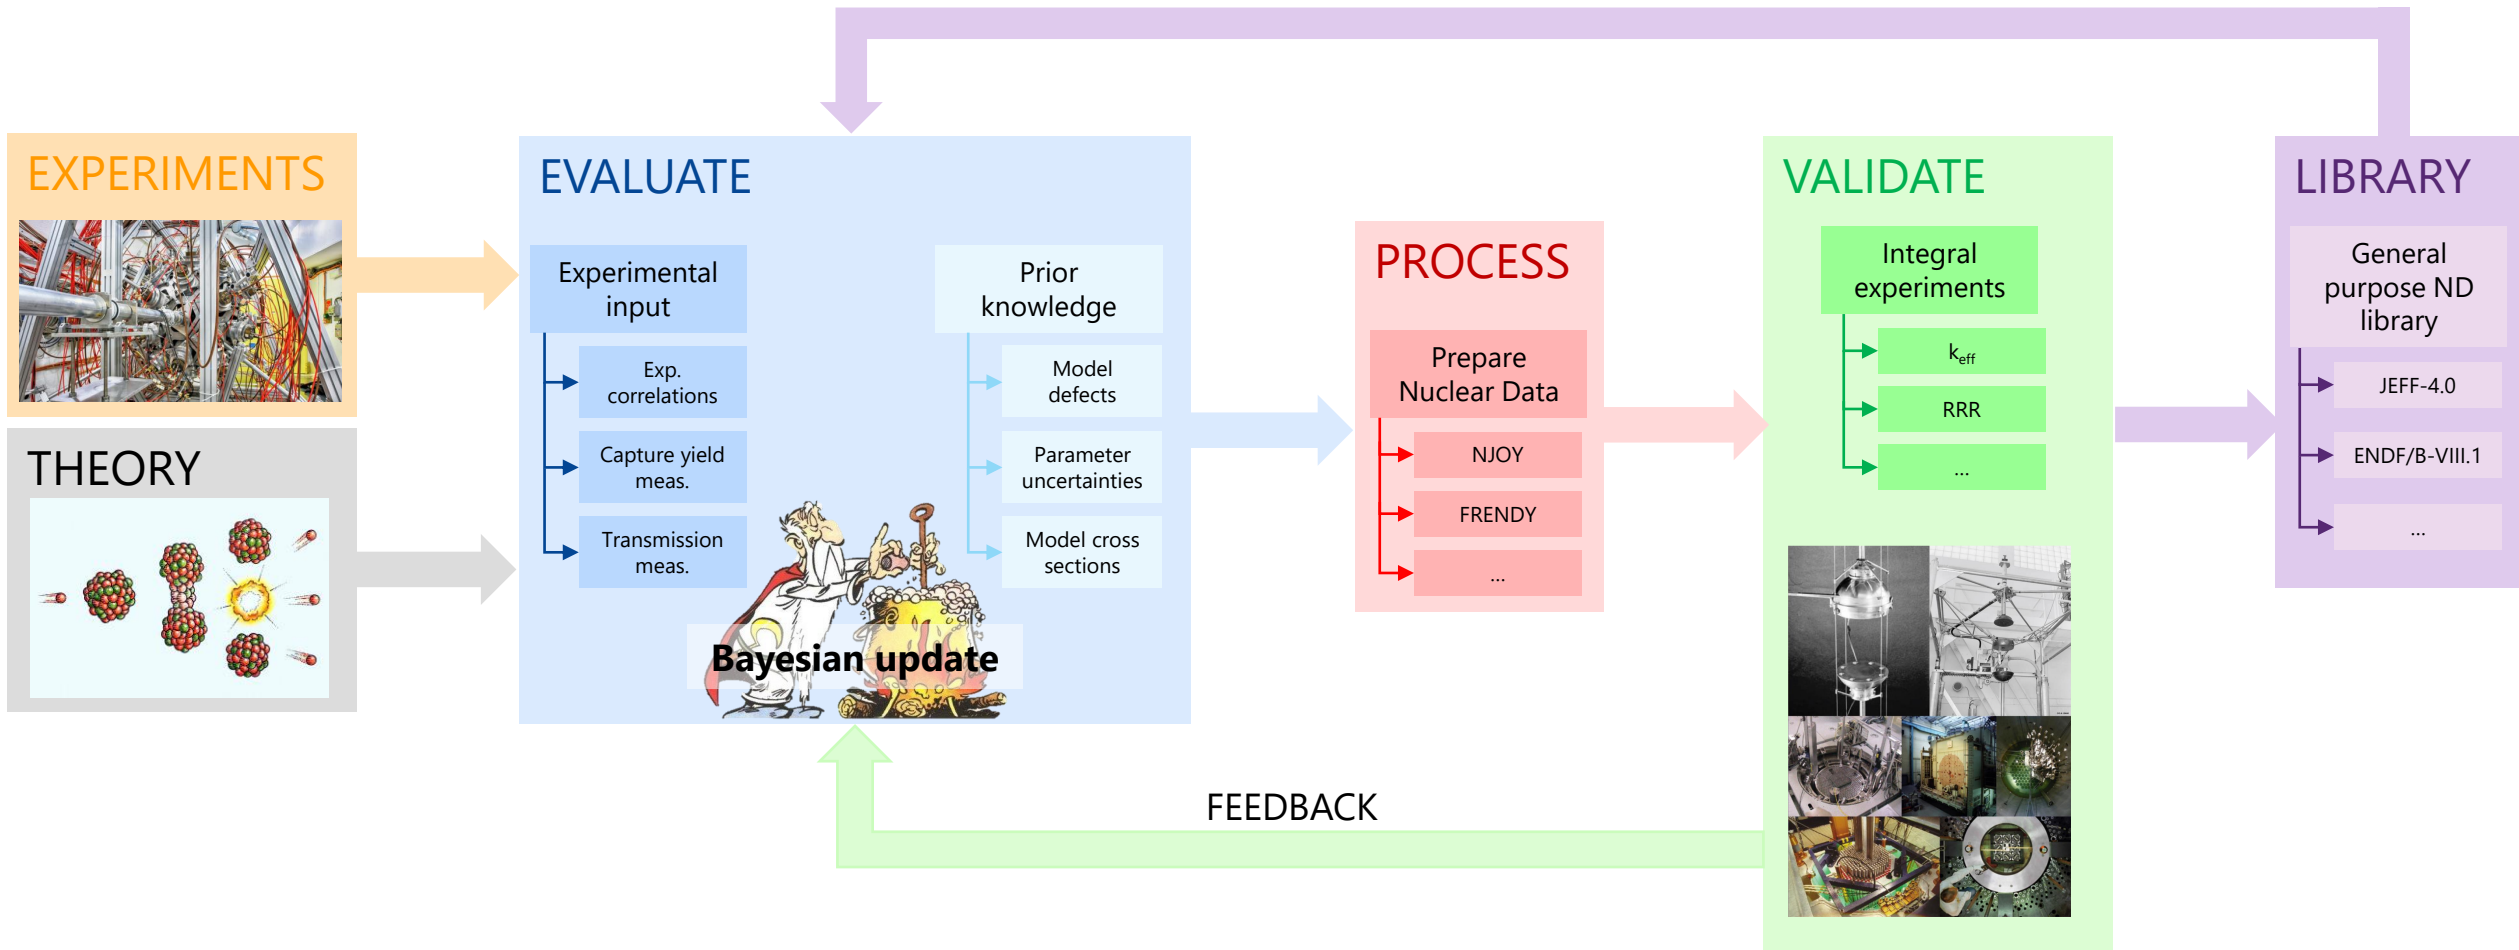 EXPERIMENTS
THEORY
EVALUATE
Experimental
input
Exp.
correlations
Capture yield
meas.
Transmission
meas.
Prior
knowledge
Model
defects
Parameter
uncertainties
Model cross
sections
Bayesian update
PROCESS
Prepare
Nuclear Data
NJOY
FRENDY
...
VALIDATE
Integral
experiments
keff
RRR
...
LIBRARY
General
purpose ND
library
JEFF-4.0
ENDF/B-VIII.1
...
FEEDBACK